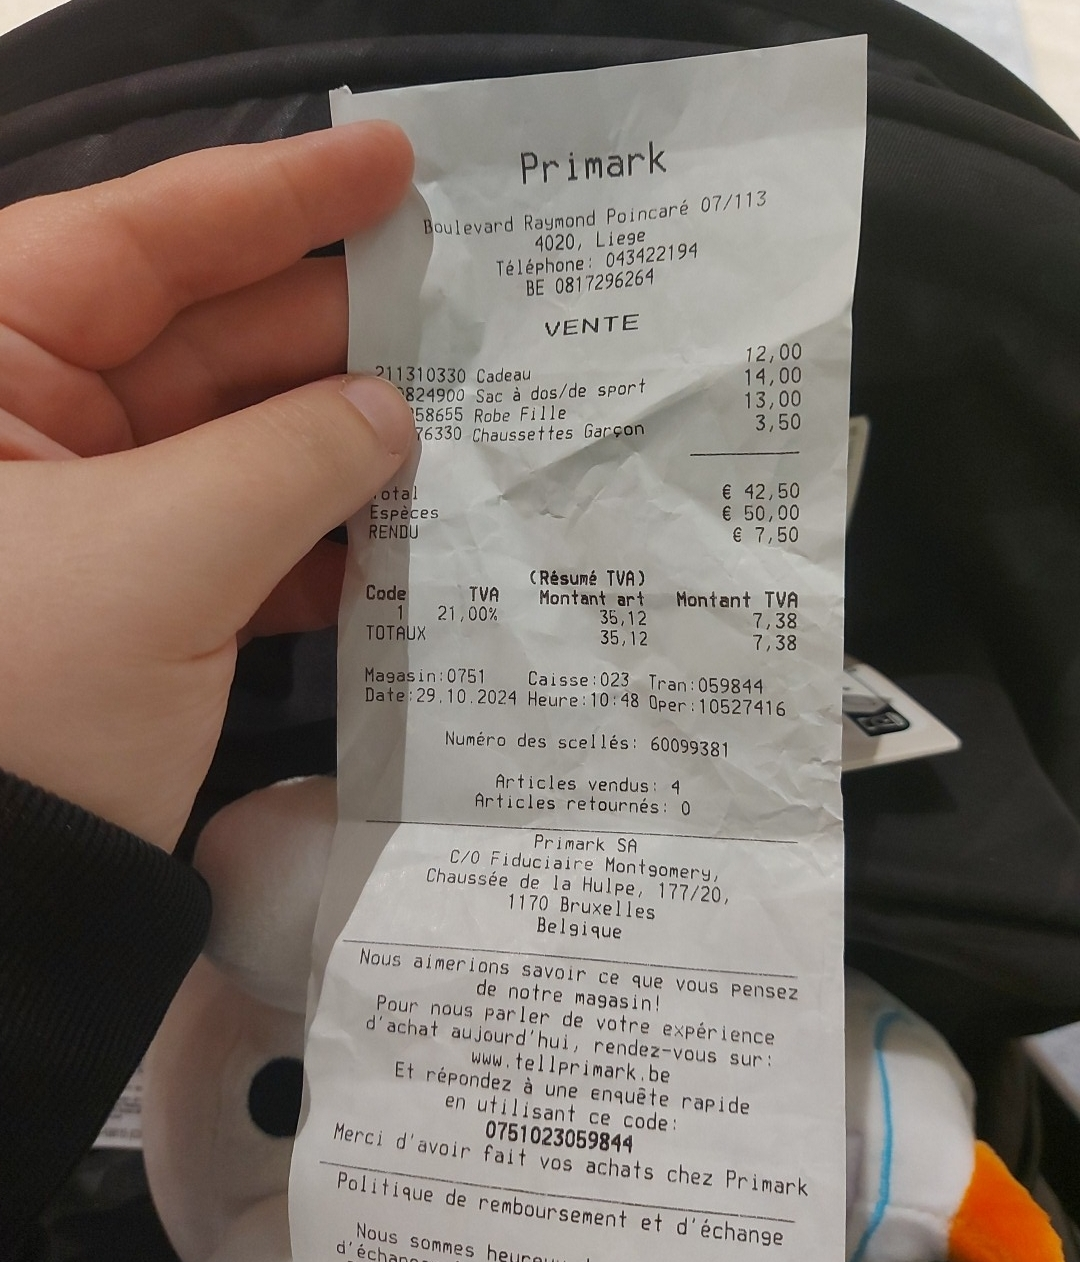 Primark
Boulevard Raymond Poincaré 07/113
4020, Liege
Téléphone: 043422194
BE 0817296264
VENTE
211310330 Cadeau 12,00
824900 Sac à dos/de sport 14,00
58655 Robe Fille 13,00
76330 Chaussettes Garçon 3,50
otal € 42,50
Espèces € 50,00
RENDU € 7,50
(Résumé TVA)
Code TVA Montant art Montant TVA
1 21,00% 35,12 7,38
TOTAUX 35,12 7,38
Magasin:0751 Caisse:023 Tran:059844
Date:29.10.2024 Heure:10:48 Oper:10527416
Numéro des scellés: 60099381
Articles vendus: 4
Articles retournés: 0
Primark SA
C/O Fiduciaire Montgomery,
Chaussée de la Hulpe, 177/20,
1170 Bruxelles
Belgique
Nous aimerions savoir ce que vous pensez
de notre magasin!
Pour nous parler de votre expérience
d'achat aujourd'hui, rendez-vous sur:
www.tellprimark.be
Et répondez à une enquête rapide
en utilisant ce code:
0751023059844
Merci d'avoir fait vos achats chez Primark
Politique de remboursement et d'échange
Nous sommes